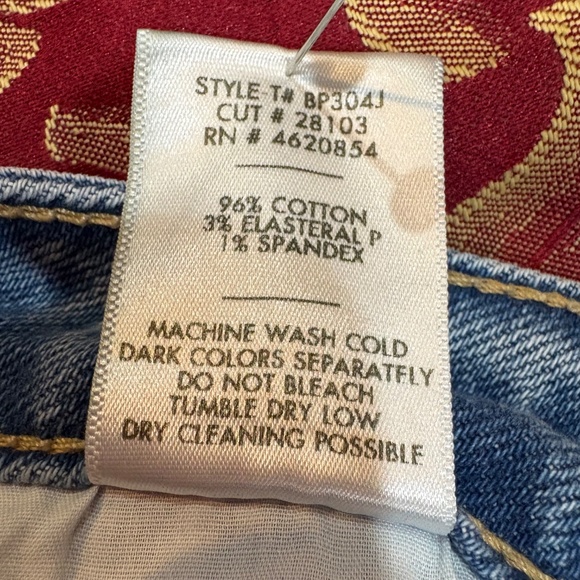 STYLE T# BP304J
CUT # 28103
RN # 4620854
96% COTTON
3% ELASTERAL P
1% SPANDEX
MACHINE WASH COLD
DARK COLORS SEPARATFLY
DO NOT BLEACH
TUMBLE DRY LOW
DRY CLEANING POSSIBLE